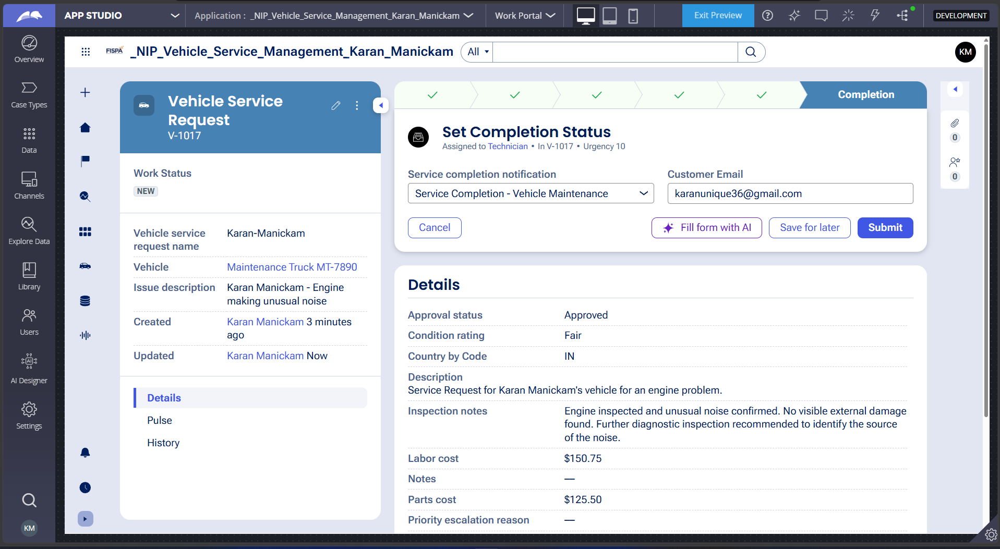 APP STUDIO
Application : _NIP_Vehicle_Service_Management_Karan_Manickam
Work Portal
Exit Preview
DEVELOPMENT
Overview
Case Types
Data
Channels
Explore Data
Library
Users
AI
AI Designer
Settings
KM
FISPA
_NIP_Vehicle_Service_Management_Karan_Manickam
All
KM
Vehicle Service
Request
V-1017
Work Status
NEW
Vehicle service
request name
Karan-Manickam
Vehicle
Maintenance Truck MT-7890
Issue description
Karan Manickam - Engine
making unusual noise
Created
Karan Manickam 3 minutes
ago
Updated
Karan Manickam Now
Details
Pulse
History
Completion
Set Completion Status
Assigned to Technician • In V-1017 • Urgency 10
Service completion notification
Service Completion - Vehicle Maintenance
Customer Email
karanunique36@gmail.com
Cancel
Fill form with AI
Save for later
Submit
Details
Approval status
Approved
Condition rating
Fair
Country by Code
IN
Description
Service Request for Karan Manickam's vehicle for an engine problem.
Inspection notes
Engine inspected and unusual noise confirmed. No visible external damage
found. Further diagnostic inspection recommended to identify the source
of the noise.
Labor cost
$150.75
Notes
—
Parts cost
$125.50
Priority escalation reason
—
0
0